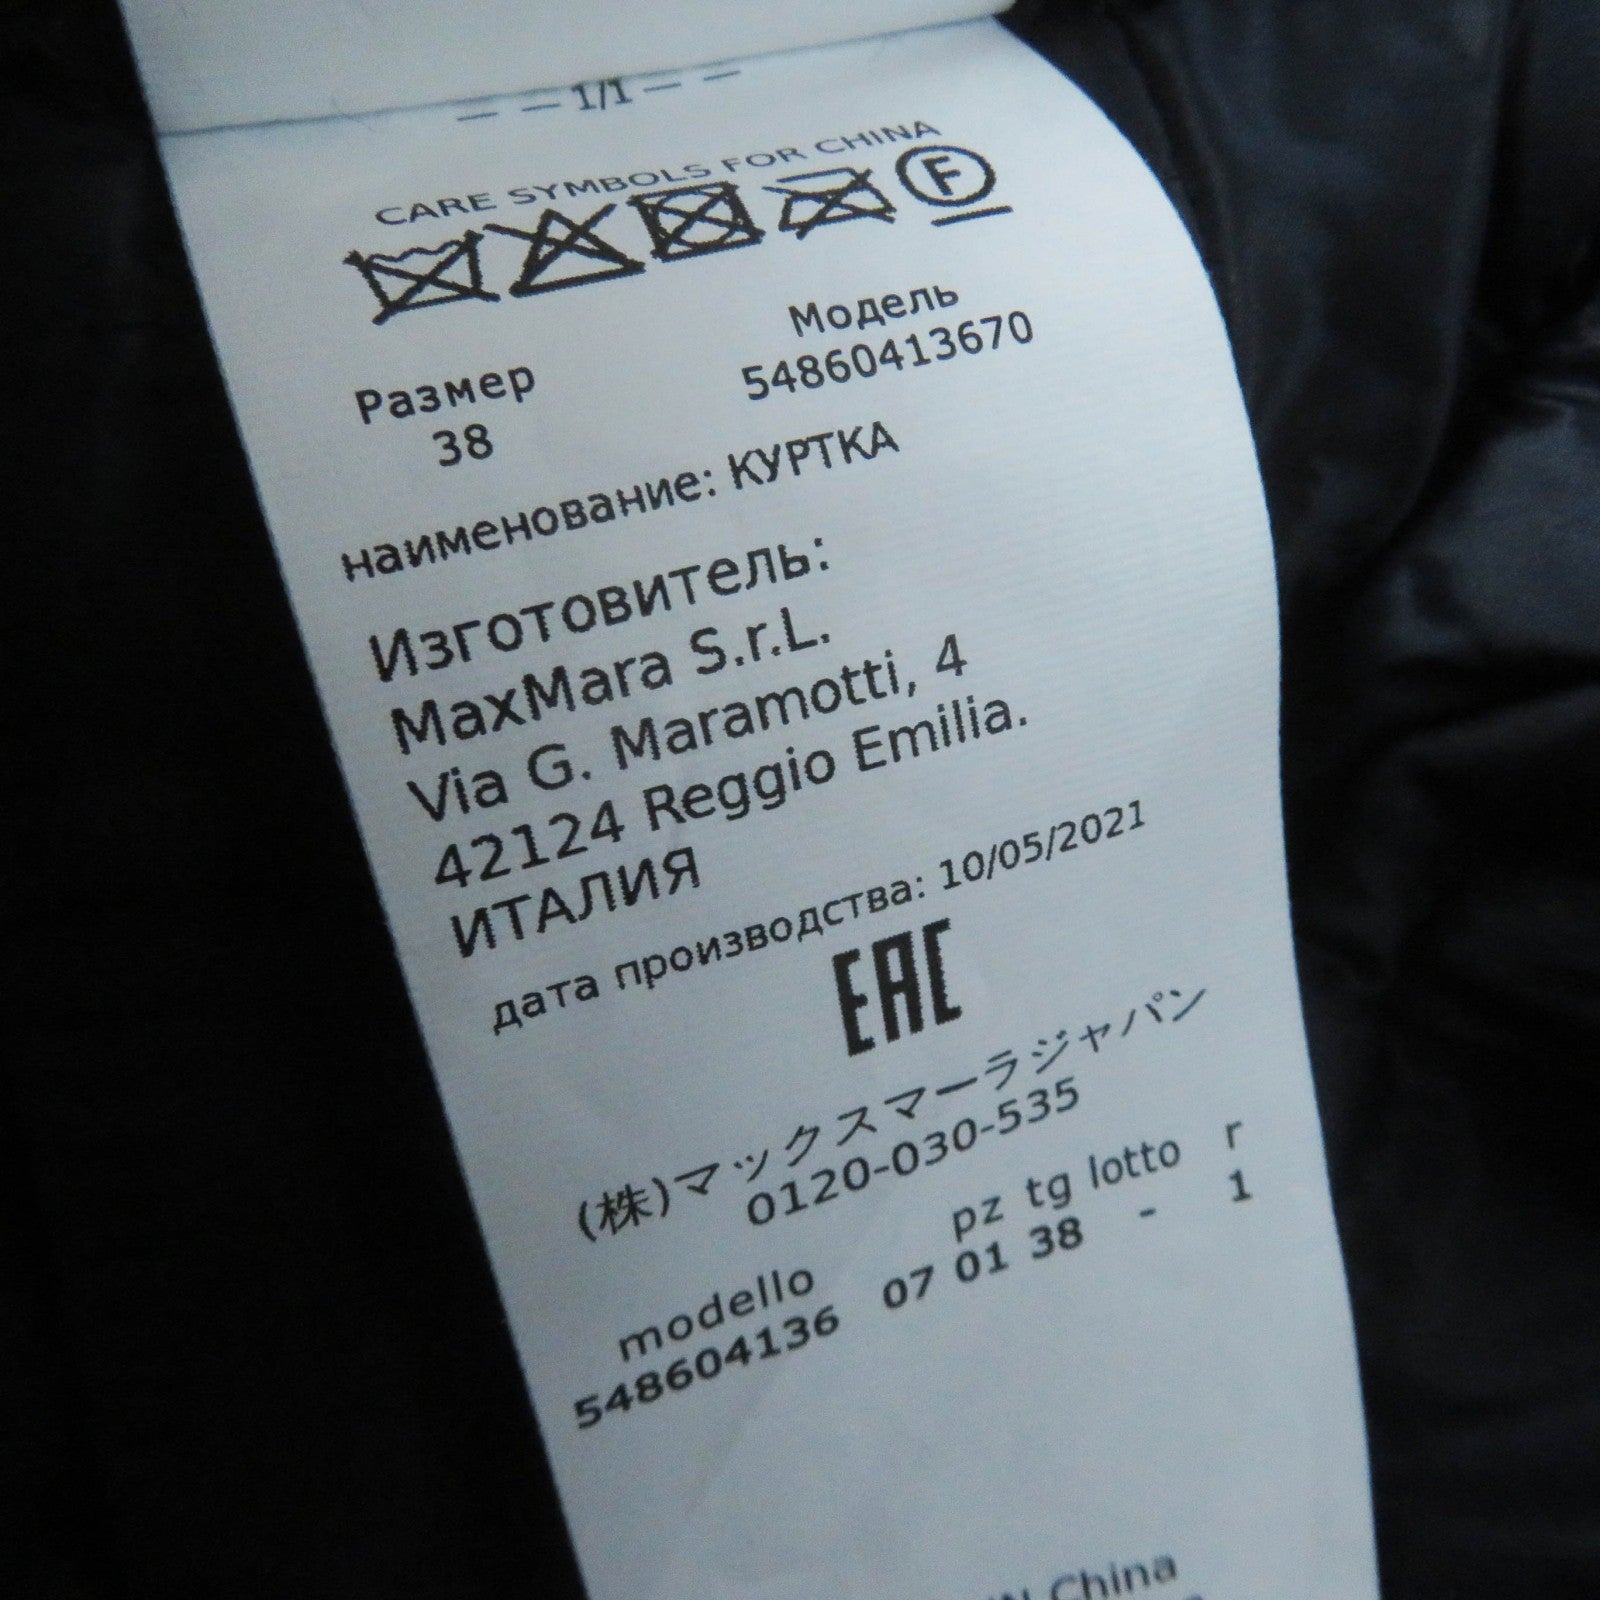 — — 1/1 — —
CARE SYMBOLS FOR CHINA
F
Размер Модель
38 54860413670
наименование: КУРТКА
Изготовитель:
MaxMara S.r.L.
Via G. Maramotti, 4
42124 Reggio Emilia.
ИТАЛИЯ
дата производства: 10/05/2021
EAC
(株)マックスマーラジャパン
0120-030-535
modello pz tg lotto r
548604136 07 01 38 - 1
China